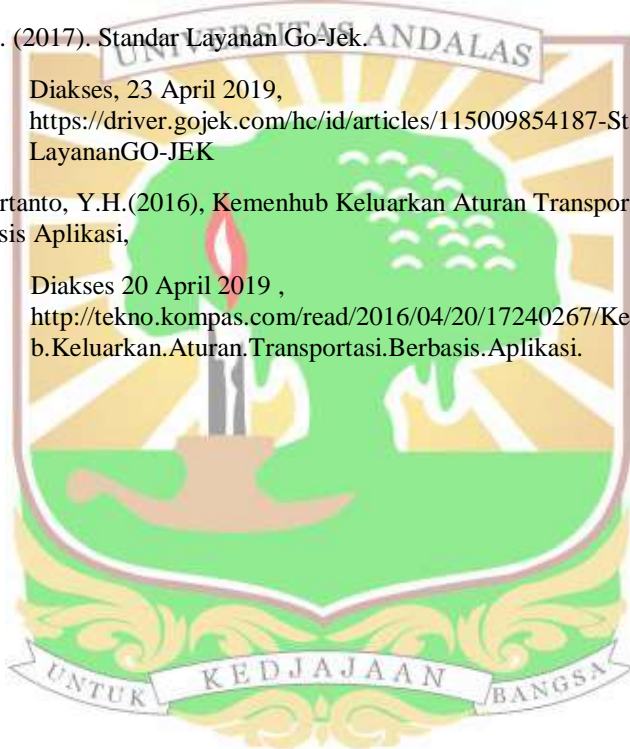 . (2017). Standar Layanan Go-Jek.
UNIVERSITAS ANDALAS
Diakses, 23 April 2019,
https://driver.gojek.com/hc/id/articles/115009854187-St
LayananGO-JEK
rtanto, Y.H.(2016), Kemenhub Keluarkan Aturan Transpor
sis Aplikasi,
Diakses 20 April 2019 ,
http://tekno.kompas.com/read/2016/04/20/17240267/Ke
b.Keluarkan.Aturan.Transportasi.Berbasis.Aplikasi.
UNTUK KEDJAJAAN BANGSA